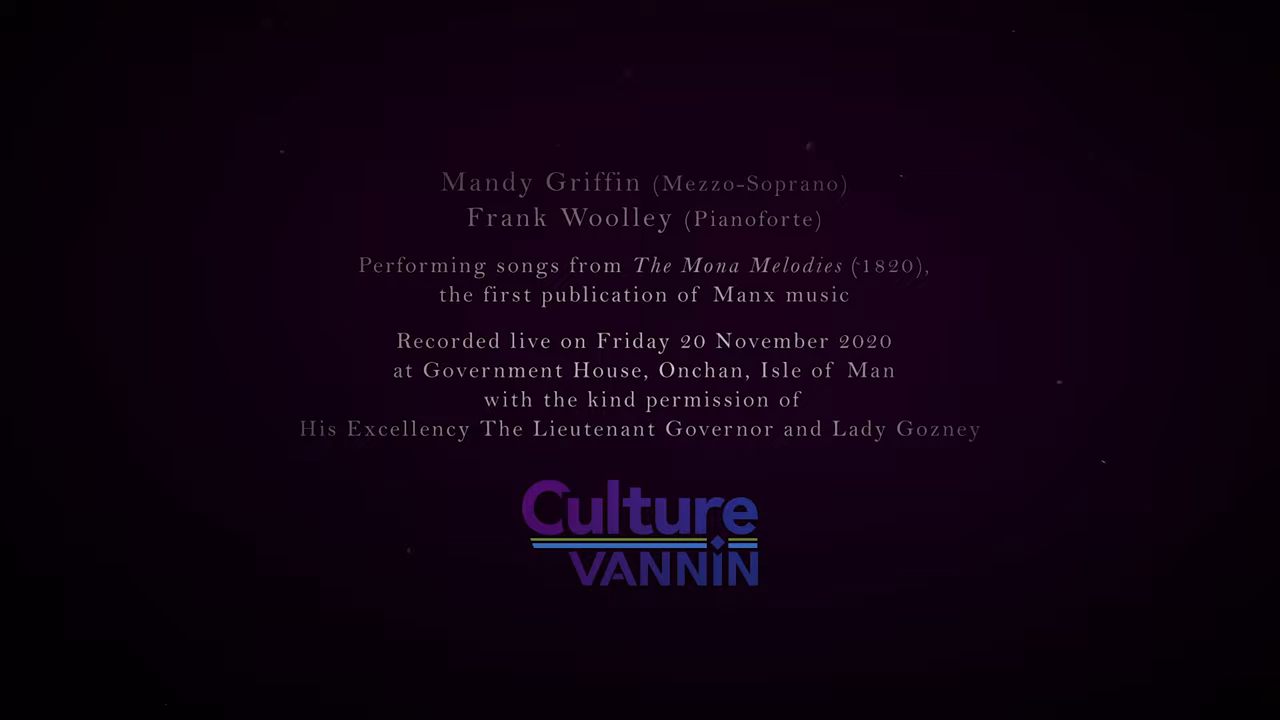 Mandy Griffin (Mezzo-Soprano)
Frank Woolley (Pianoforte)
Performing songs from The Mona Melodies (1820),
the first publication of Manx music
Recorded live on Friday 20 November 2020
at Government House, Onchan, Isle of Man
with the kind permission of
His Excellency The Lieutenant Governor and Lady Gozney
Culture
VANNIN